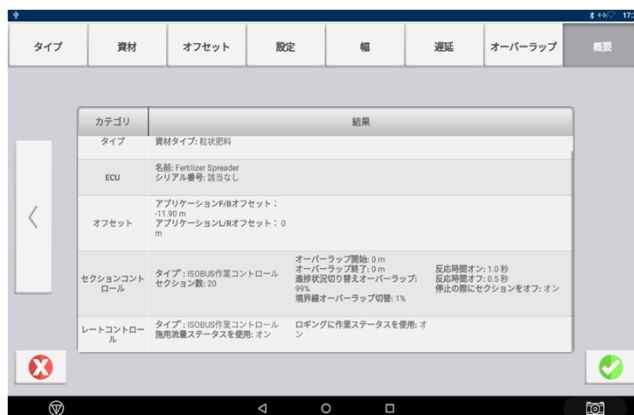 17:2
タイプ 資材 オフセット 設定 幅 遅延 オーバーラップ 概要
カテゴリ 結果
タイプ 資材タイプ: 粒状肥料
ECU 名前: Fertilizer Spreader
シリアル番号: 該当なし
オフセット アプリケーションF/Bオフセット:
-11.90 m
アプリケーションL/Rオフセット: 0
m
セクションコント
ロール
タイプ: ISOBUS作業コントロール
セクション数: 20
オーバーラップ開始: 0 m
オーバーラップ終了: 0 m
進捗状況切り替えオーバーラップ:
99%
境界線オーバーラップ切替: 1%
反応時間オン: 1.0 秒
反応時間オフ: 0.5 秒
停止の際にセクションをオフ: オン
レートコントロー
ル
タイプ: ISOBUS作業コントロール
施用流量ステータスを使用: オン
ロギングに作業ステータスを使用: オ
ン